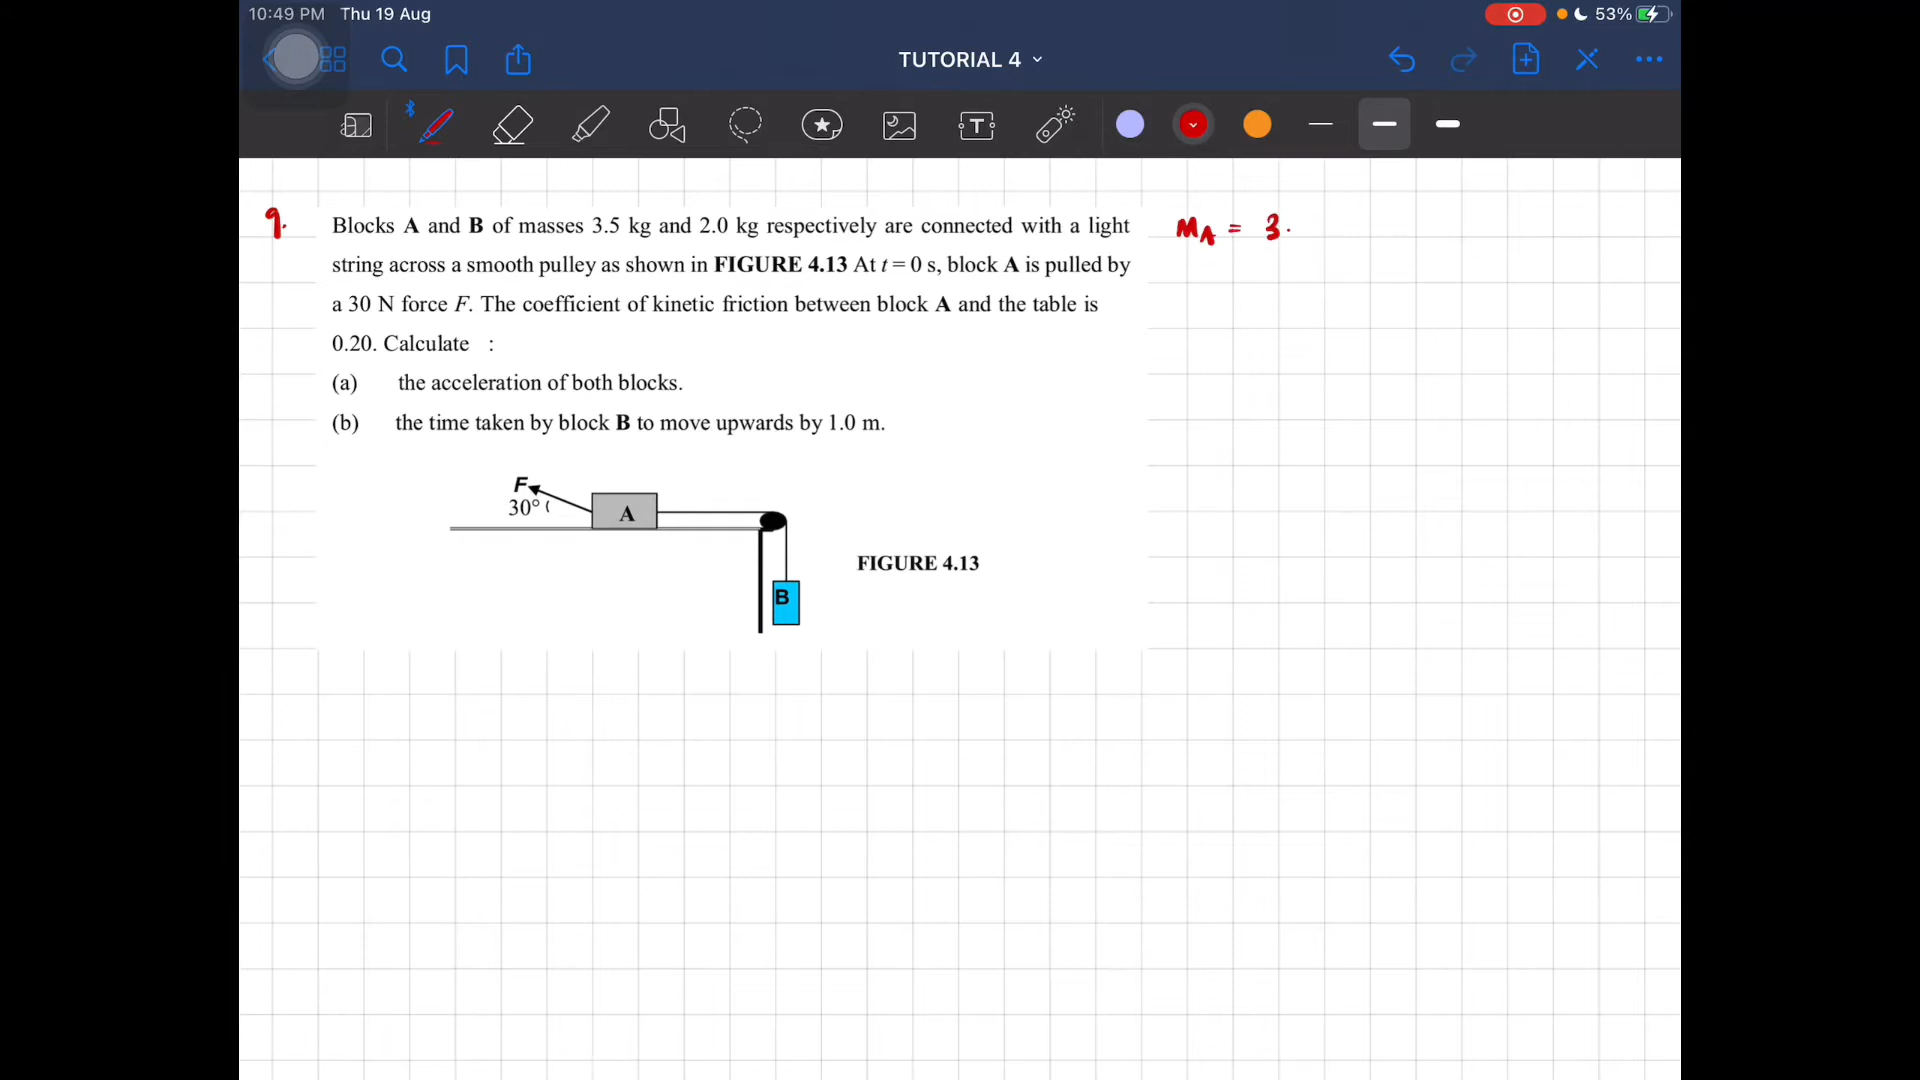 10:49 PM Thu 19 Aug 53%
TUTORIAL 4
9. Blocks A and B of masses 3.5 kg and 2.0 kg respectively are connected with a light
string across a smooth pulley as shown in FIGURE 4.13 At t = 0 s, block A is pulled by
a 30 N force F. The coefficient of kinetic friction between block A and the table is
0.20. Calculate :
(a) the acceleration of both blocks.
(b) the time taken by block B to move upwards by 1.0 m.
MA = 3.
F
30°
A
FIGURE 4.13
B